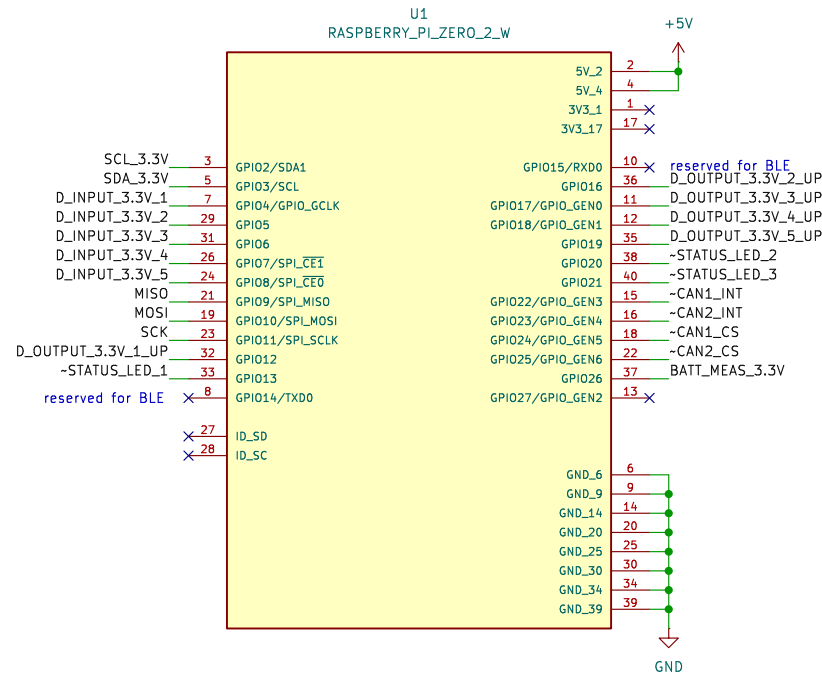 U1
RASPBERRY_PI_ZERO_2_W
+5V
5V_2 2
5V_4 4
3V3_1 1
3V3_17 17
SCL_3.3V 3 GPIO2/SDA1
GPIO15/RXD0 10 reserved for BLE
SDA_3.3V 5 GPIO3/SCL
GPIO16 36 D_OUTPUT_3.3V_2_UP
D_INPUT_3.3V_1 7 GPIO4/GPIO_GCLK
GPIO17/GPIO_GEN0 11 D_OUTPUT_3.3V_3_UP
D_INPUT_3.3V_2 29 GPIO5
GPIO18/GPIO_GEN1 12 D_OUTPUT_3.3V_4_UP
D_INPUT_3.3V_3 31 GPIO6
GPIO19 35 D_OUTPUT_3.3V_5_UP
D_INPUT_3.3V_4 26 GPIO7/SPI_CE1
GPIO20 38 ~STATUS_LED_2
D_INPUT_3.3V_5 24 GPIO8/SPI_CE0
GPIO21 40 ~STATUS_LED_3
MISO 21 GPIO9/SPI_MISO
GPIO22/GPIO_GEN3 15 ~CAN1_INT
MOSI 19 GPIO10/SPI_MOSI
GPIO23/GPIO_GEN4 16 ~CAN2_INT
SCK 23 GPIO11/SPI_SCLK
GPIO24/GPIO_GEN5 18 ~CAN1_CS
D_OUTPUT_3.3V_1_UP 32 GPIO12
GPIO25/GPIO_GEN6 22 ~CAN2_CS
~STATUS_LED_1 33 GPIO13
GPIO26 37 BATT_MEAS_3.3V
reserved for BLE 8 GPIO14/TXD0
GPIO27/GPIO_GEN2 13
27 ID_SD
28 ID_SC
GND_6 6
GND_9 9
GND_14 14
GND_20 20
GND_25 25
GND_30 30
GND_34 34
GND_39 39
GND